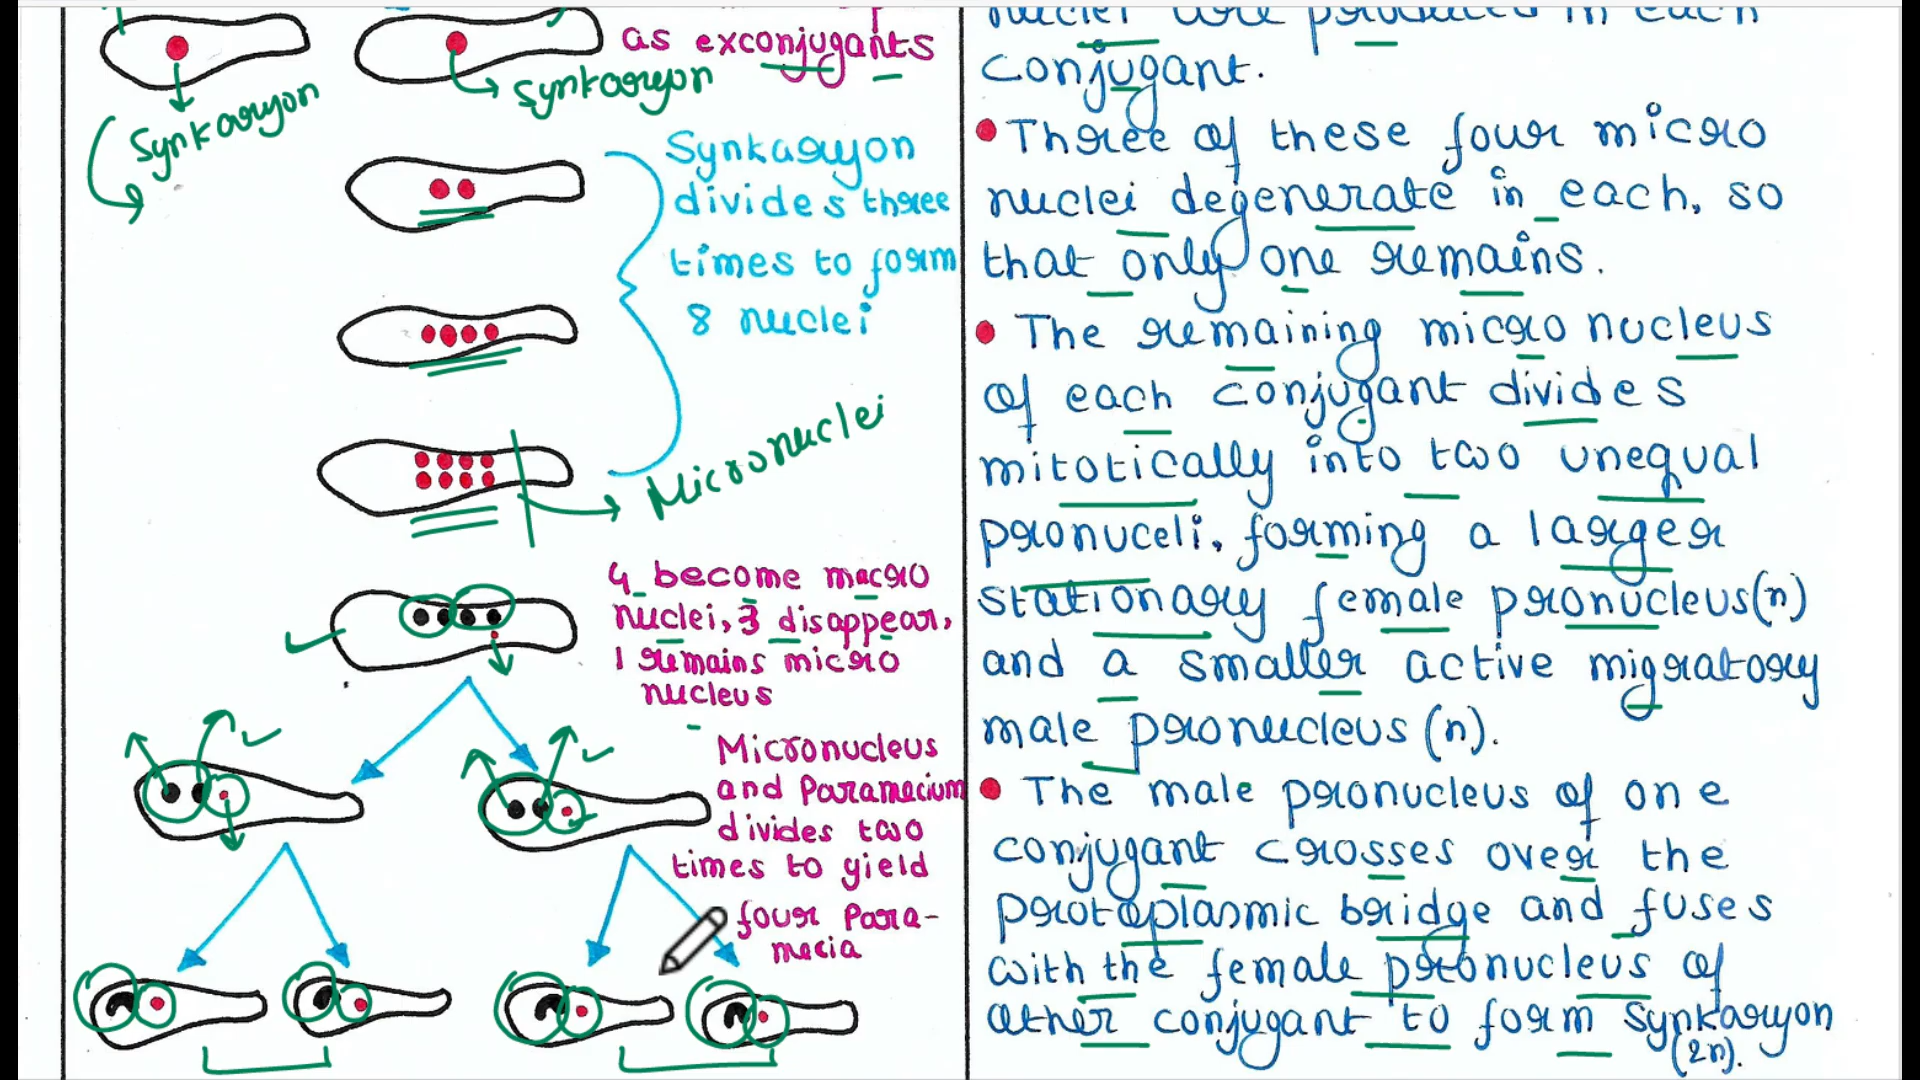 as exconjugants
Synkaryon
Synkaryon
Synkaryon
divides three
times to form
8 nuclei
Micronuclei
4 become macro
nuclei, 3 disappear,
1 remains micro
nucleus
Micronucleus
and Paramecium
divides two
times to yield
four Para-
mecia
nuclei are produced in each
conjugant.
• Three of these four micro
nuclei degenerate in each, so
that only one remains.
• The remaining micro nucleus
of each conjugant divides
mitotically into two unequal
pronuceli, forming a larger
stationary female pronucleus(n)
and a smaller active migratory
male pronucleus (n).
• The male pronucleus of one
conjugant crosses over the
protoplasmic bridge and fuses
with the female pronucleus of
other conjugant to form Synkaryon
(2n).